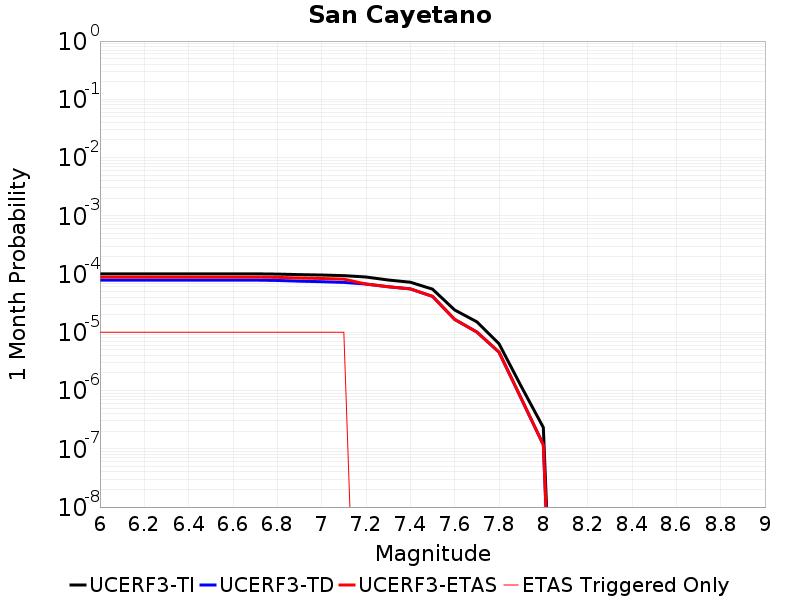 San Cayetano
10^0
10^-1
10^-2
10^-3
10^-4
10^-5
10^-6
10^-7
10^-8
1 Month Probability
6 6.2 6.4 6.6 6.8 7 7.2 7.4 7.6 7.8 8 8.2 8.4 8.6 8.8 9
Magnitude
UCERF3-TI UCERF3-TD UCERF3-ETAS ETAS Triggered Only